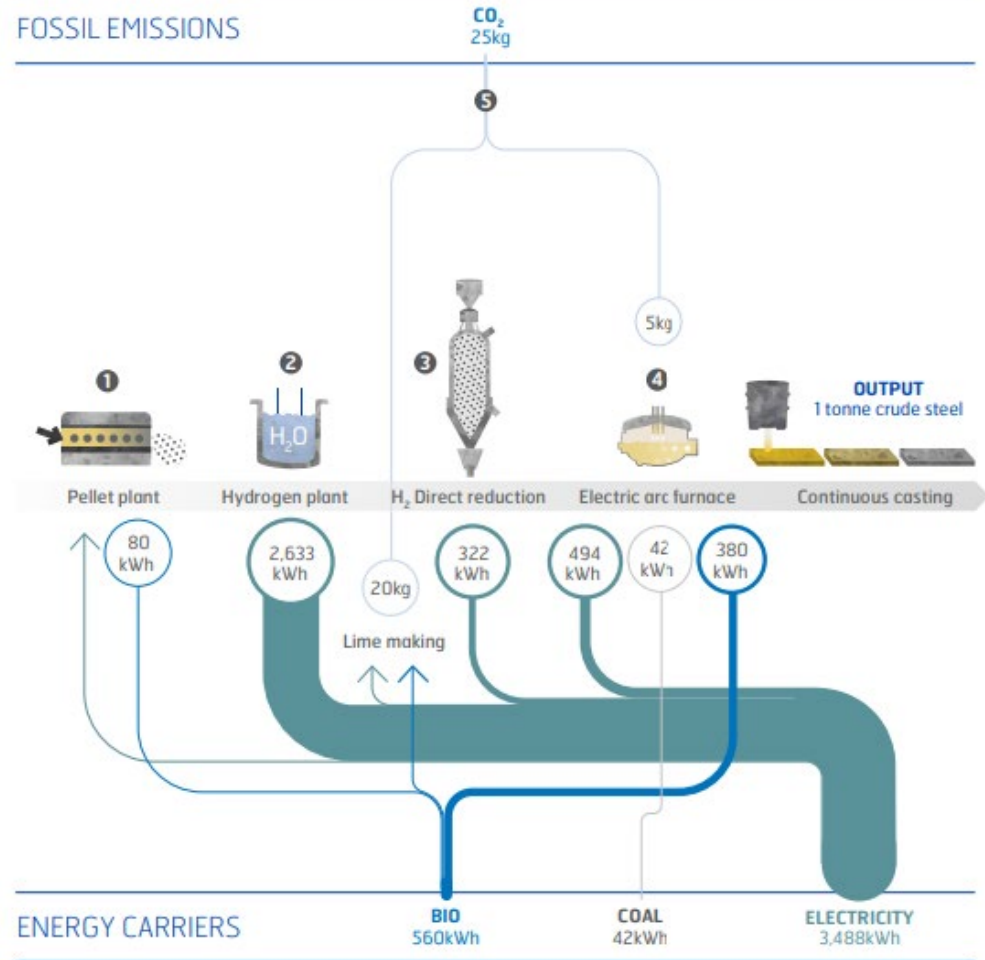 FOSSIL EMISSIONS
CO₂
25kg
5
5kg
1
2
3
4
OUTPUT
1 tonne crude steel
H₂O
Pellet plant
Hydrogen plant
H₂ Direct reduction
Electric arc furnace
Continuous casting
80
kWh
2,633
kWh
322
kWh
494
kWh
42
kWh
380
kWh
20kg
Lime making
ENERGY CARRIERS
BIO
560kWh
COAL
42kWh
ELECTRICITY
3,488kWh